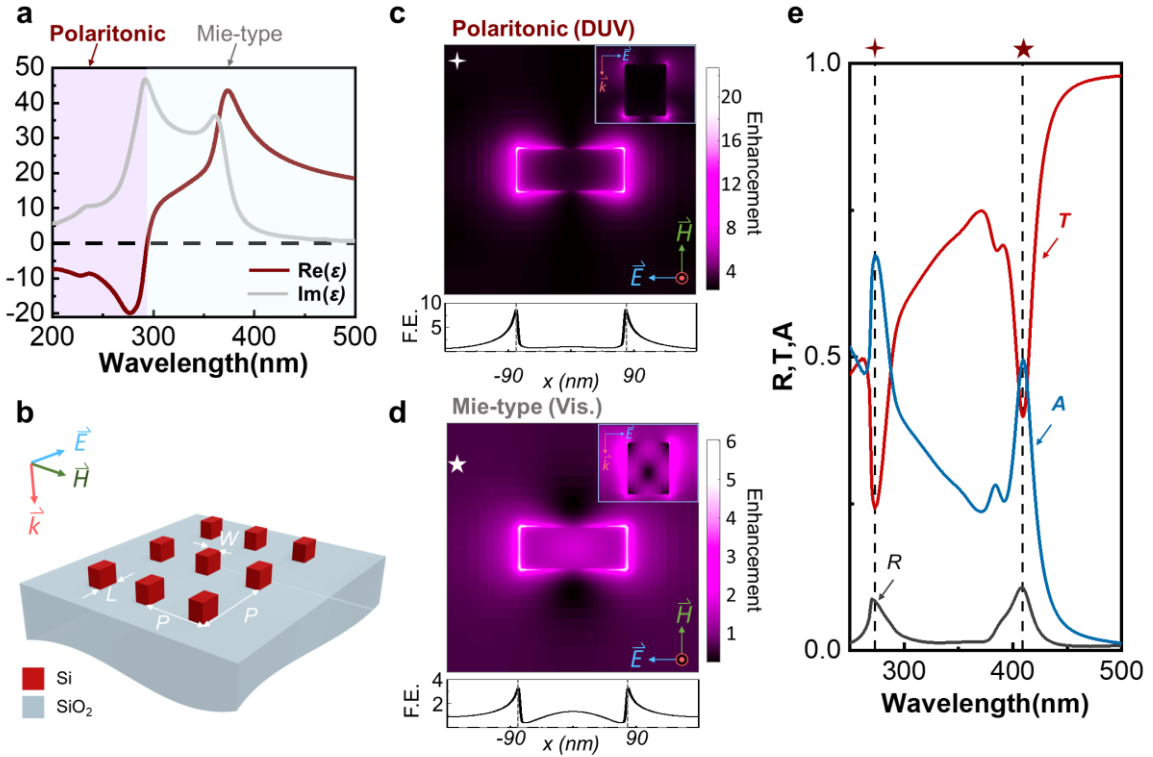 a
Polaritonic
Mie-type
50
40
30
20
10
0
-10
-20
Re(ε)
Im(ε)
200
300
400
500
Wavelength(nm)
b
E
H
k
W
L
P
P
Si
SiO2
c
Polaritonic (DUV)
E
k
H
E
22
20
16
12
8
4
Enhancement
F.E.
10
5
-90
x (nm)
90
d
Mie-type (Vis.)
E
k
H
E
6
5
4
3
2
1
Enhancement
F.E.
4
2
-90
x (nm)
90
e
1.0
0.5
0.0
R,T,A
T
A
R
300
400
500
Wavelength(nm)